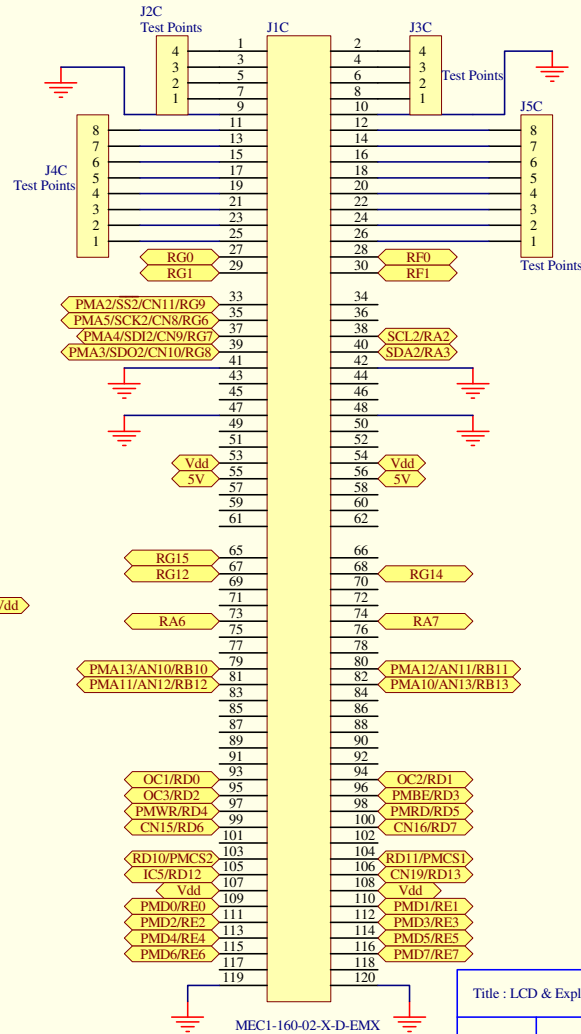 J2C
Test Points
J1C
J3C
4 1 2 4
3 3 4 3
2 5 6 2 Test Points
1 7 8 1
9 10
J5C
11 12
8 13 14 8
7 15 16 7
6 17 18 6
J4C
Test Points
5 19 20 5
4 21 22 4
3 23 24 3
2 25 26 2
1 1
Test Points
RG0 27 28 RF0
RG1 29 30 RF1
PMA2/SS2/CN11/RG9 33 34
PMA5/SCK2/CN8/RG6 35 36
PMA4/SDI2/CN9/RG7 37 38 SCL2/RA2
PMA3/SDO2/CN10/RG8 39 40 SDA2/RA3
41 42
43 44
45 46
47 48
49 50
51 52
Vdd 53 54 Vdd
5V 55 56 5V
57 58
59 60
61 62
RG15 65 66
RG12 67 68 RG14
69 70
71 72
Vdd
RA6 73 74 RA7
75 76
77 78
PMA13/AN10/RB10 79 80 PMA12/AN11/RB11
PMA11/AN12/RB12 81 82 PMA10/AN13/RB13
83 84
85 86
87 88
89 90
91 92
OC1/RD0 93 94 OC2/RD1
OC3/RD2 95 96 PMBE/RD3
PMWR/RD4 97 98 PMRD/RD5
CN15/RD6 99 100 CN16/RD7
101 102
RD10/PMCS2 103 104 RD11/PMCS1
IC5/RD12 105 106 CN19/RD13
Vdd 107 108 Vdd
PMD0/RE0 109 110 PMD1/RE1
PMD2/RE2 111 112 PMD3/RE3
PMD4/RE4 113 114 PMD5/RE5
PMD6/RE6 115 116 PMD7/RE7
117 118
119 120
MEC1-160-02-X-D-EMX
Title : LCD & Expl